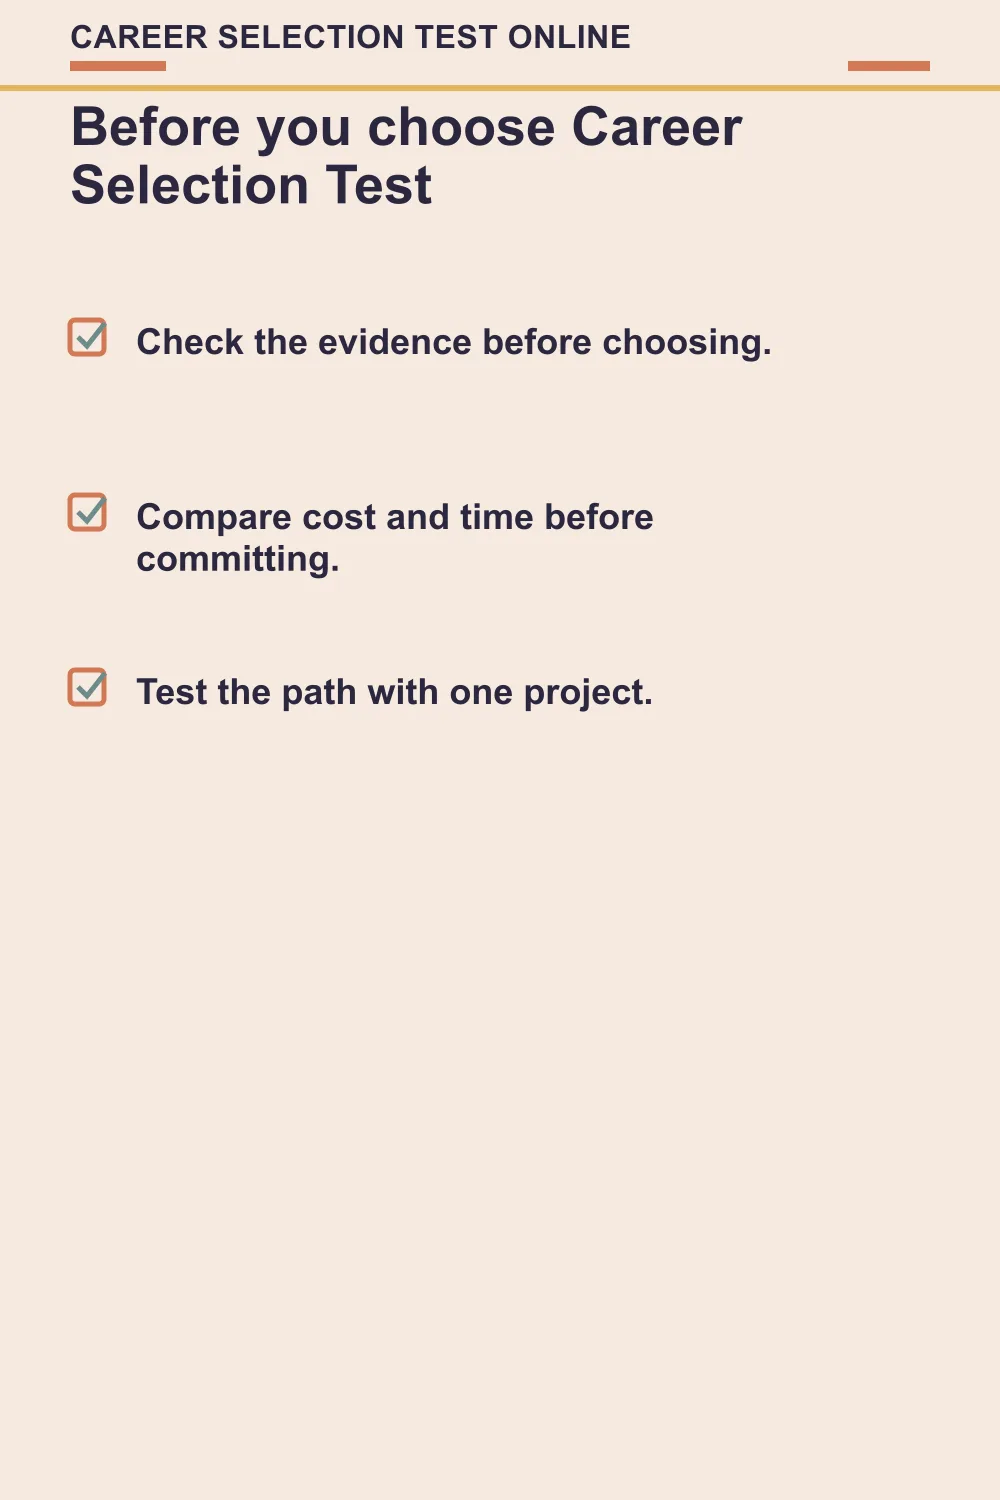 CAREER SELECTION TEST ONLINE
Before you choose Career
Selection Test
Check the evidence before choosing.
Compare cost and time before
committing.
Test the path with one project.